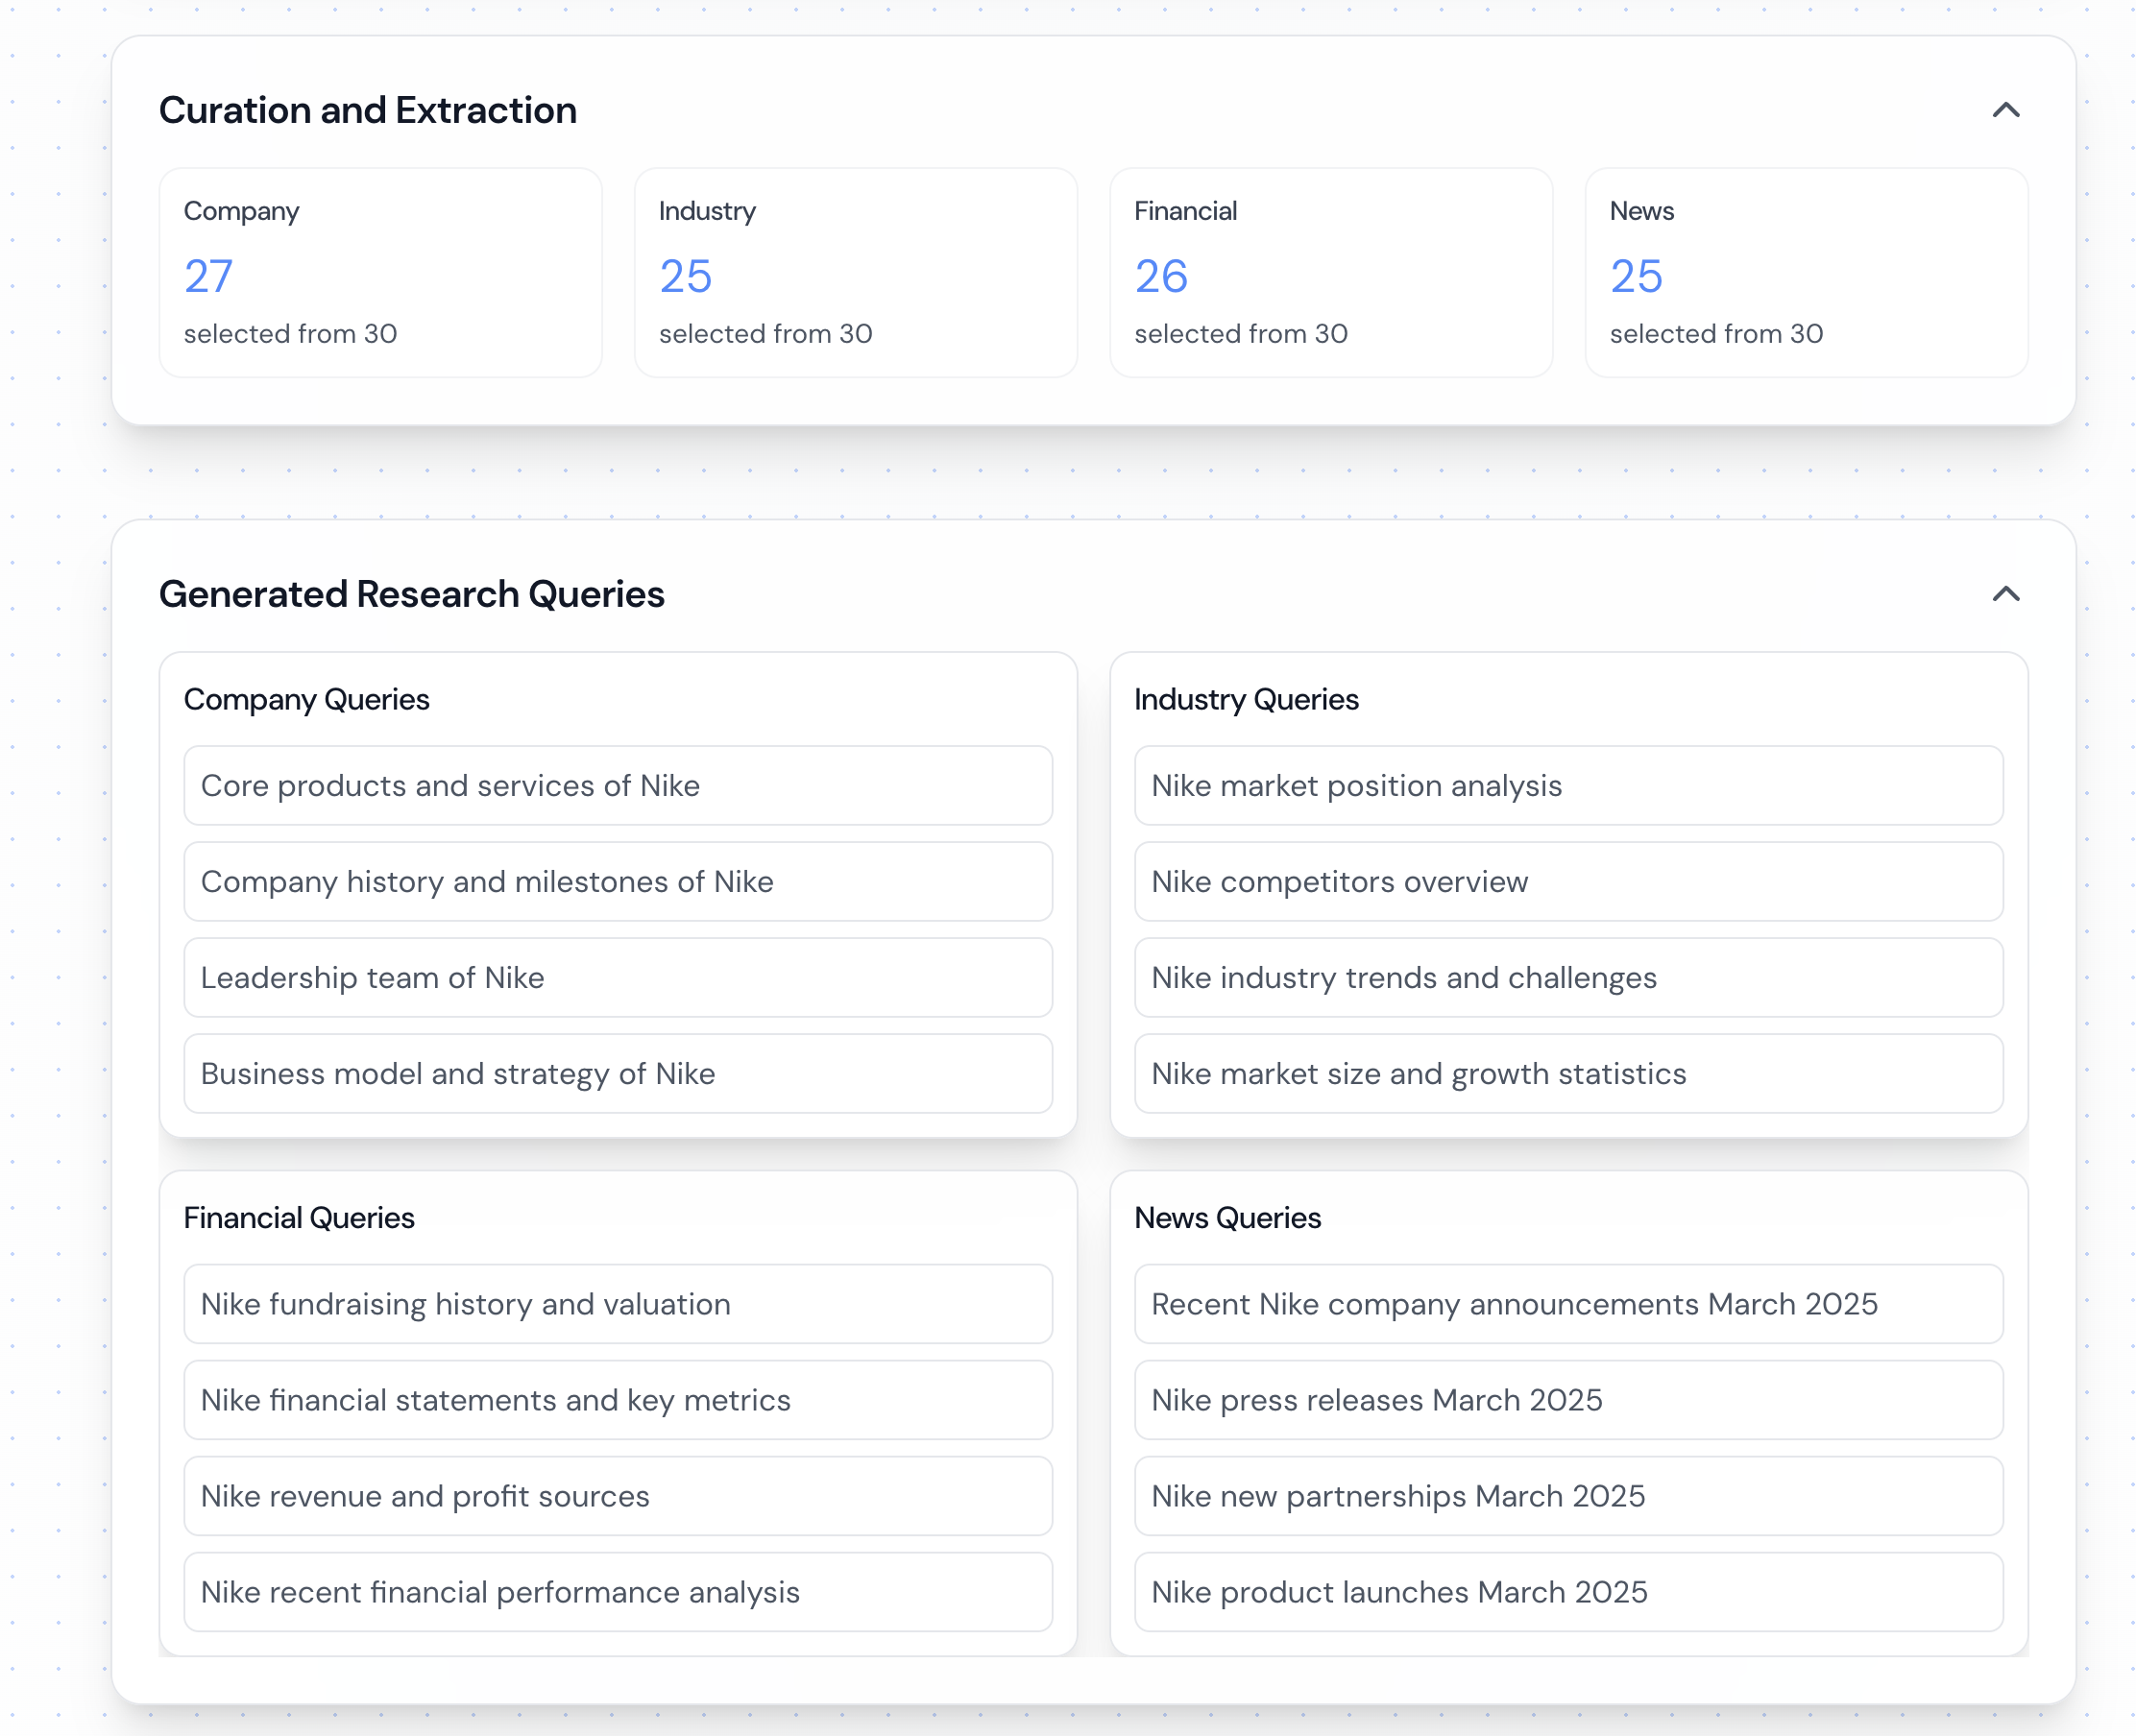 Curation and Extraction
Company
27
selected from 30
Industry
25
selected from 30
Financial
26
selected from 30
News
25
selected from 30
Generated Research Queries
Company Queries
Core products and services of Nike
Company history and milestones of Nike
Leadership team of Nike
Business model and strategy of Nike
Industry Queries
Nike market position analysis
Nike competitors overview
Nike industry trends and challenges
Nike market size and growth statistics
Financial Queries
Nike fundraising history and valuation
Nike financial statements and key metrics
Nike revenue and profit sources
Nike recent financial performance analysis
News Queries
Recent Nike company announcements March 2025
Nike press releases March 2025
Nike new partnerships March 2025
Nike product launches March 2025